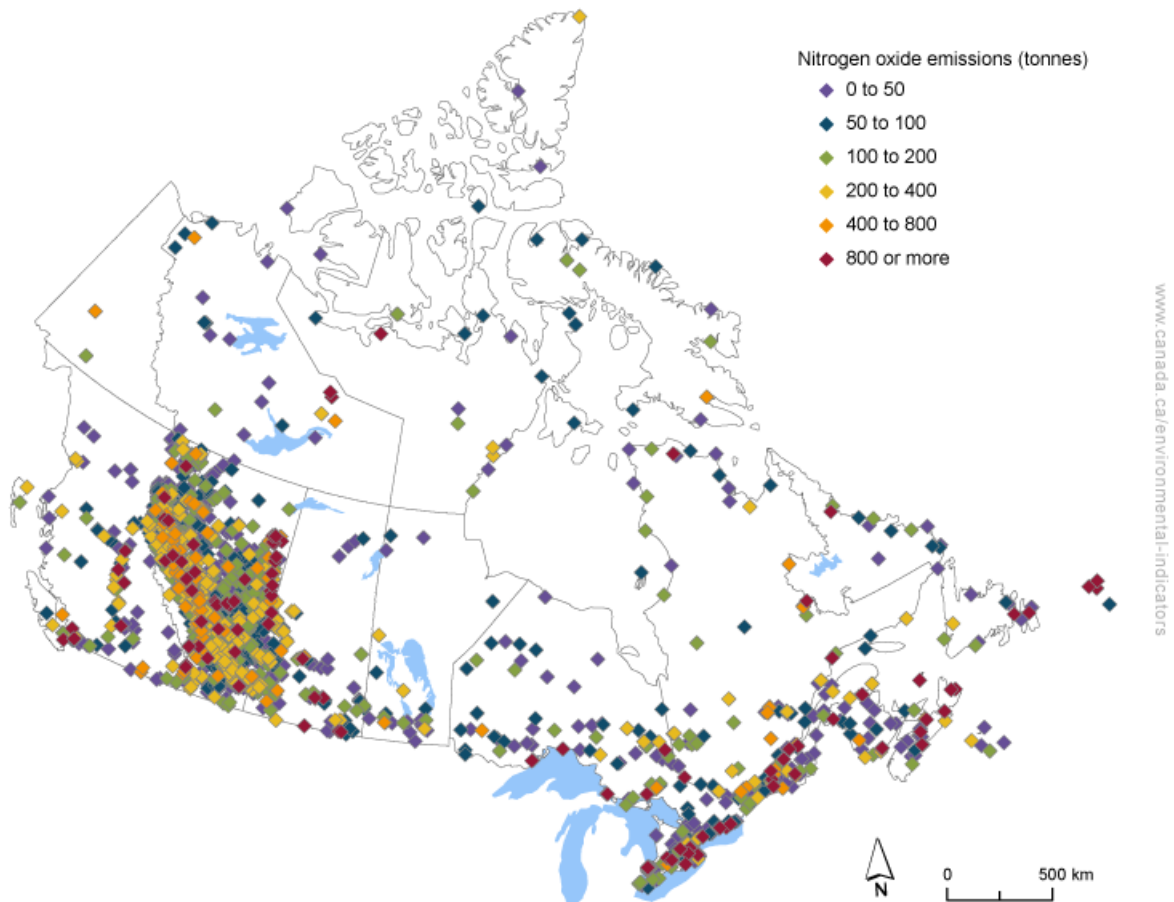 Nitrogen oxide emissions (tonnes)
0 to 50
50 to 100
100 to 200
200 to 400
400 to 800
800 or more
www.canada.ca/environmental-indicators
N
0
500 km